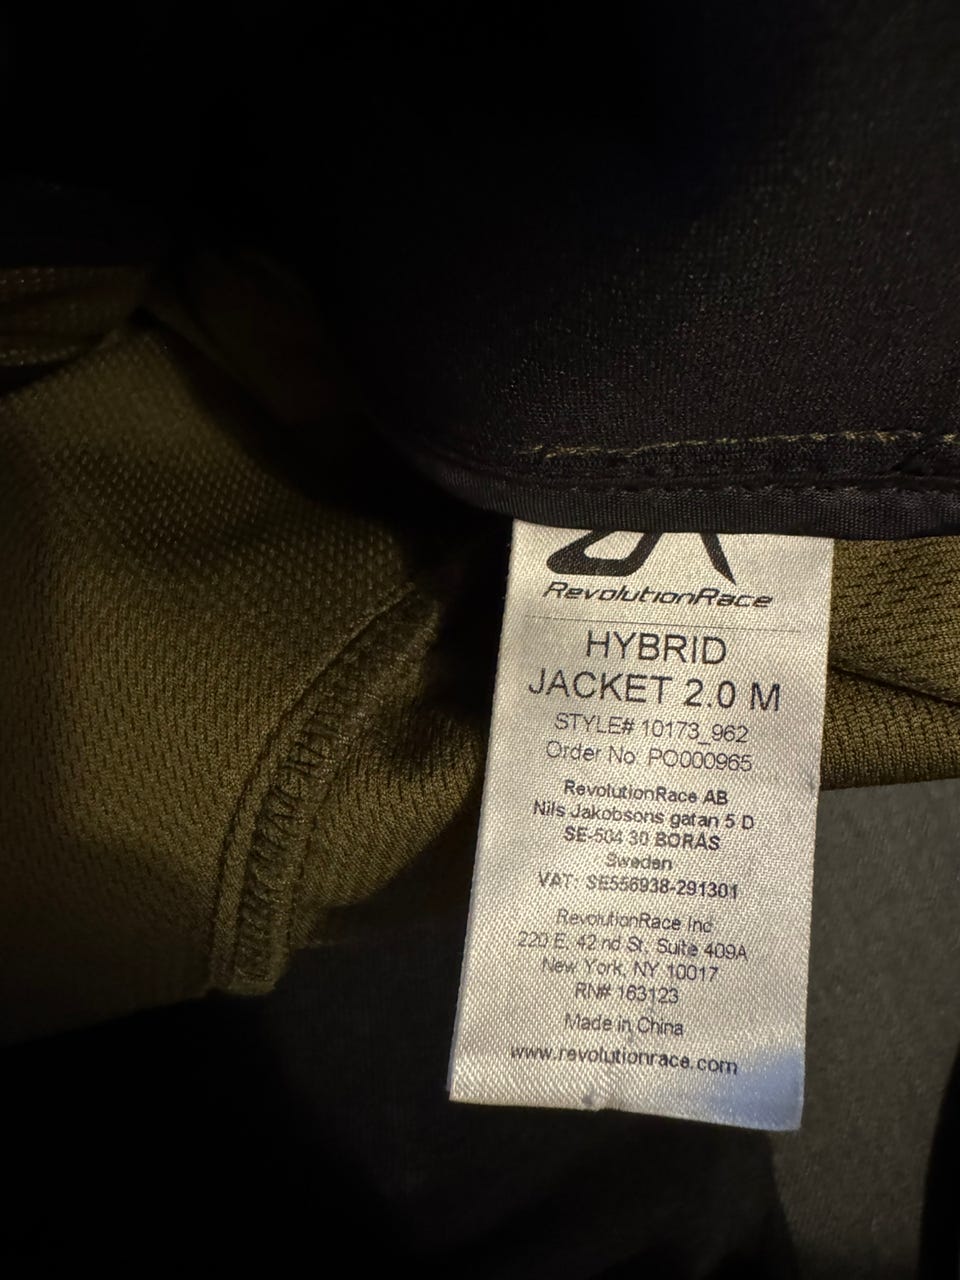 RevolutionRace
HYBRID
JACKET 2.0 M
STYLE# 10173_962
Order No. PO000965
RevolutionRace AB
Nils Jakobsons gatan 5 D
SE-504 30 BORÅS
Sweden
VAT: SE556938-291301
RevolutionRace Inc
220 E. 42 nd St, Suite 409A
New York, NY 10017
RN# 163123
Made in China
www.revolutionrace.com